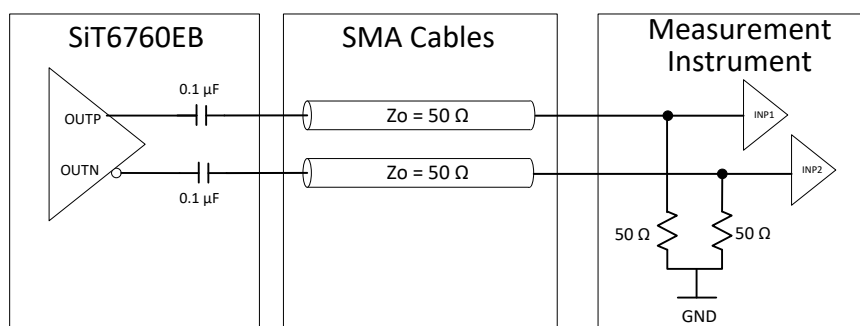 SiT6760EB
SMA Cables
Measurement
Instrument
0.1 µF
OUTP
Zo = 50 Ω
INP1
OUTN
Zo = 50 Ω
INP2
0.1 µF
50 Ω
50 Ω
GND